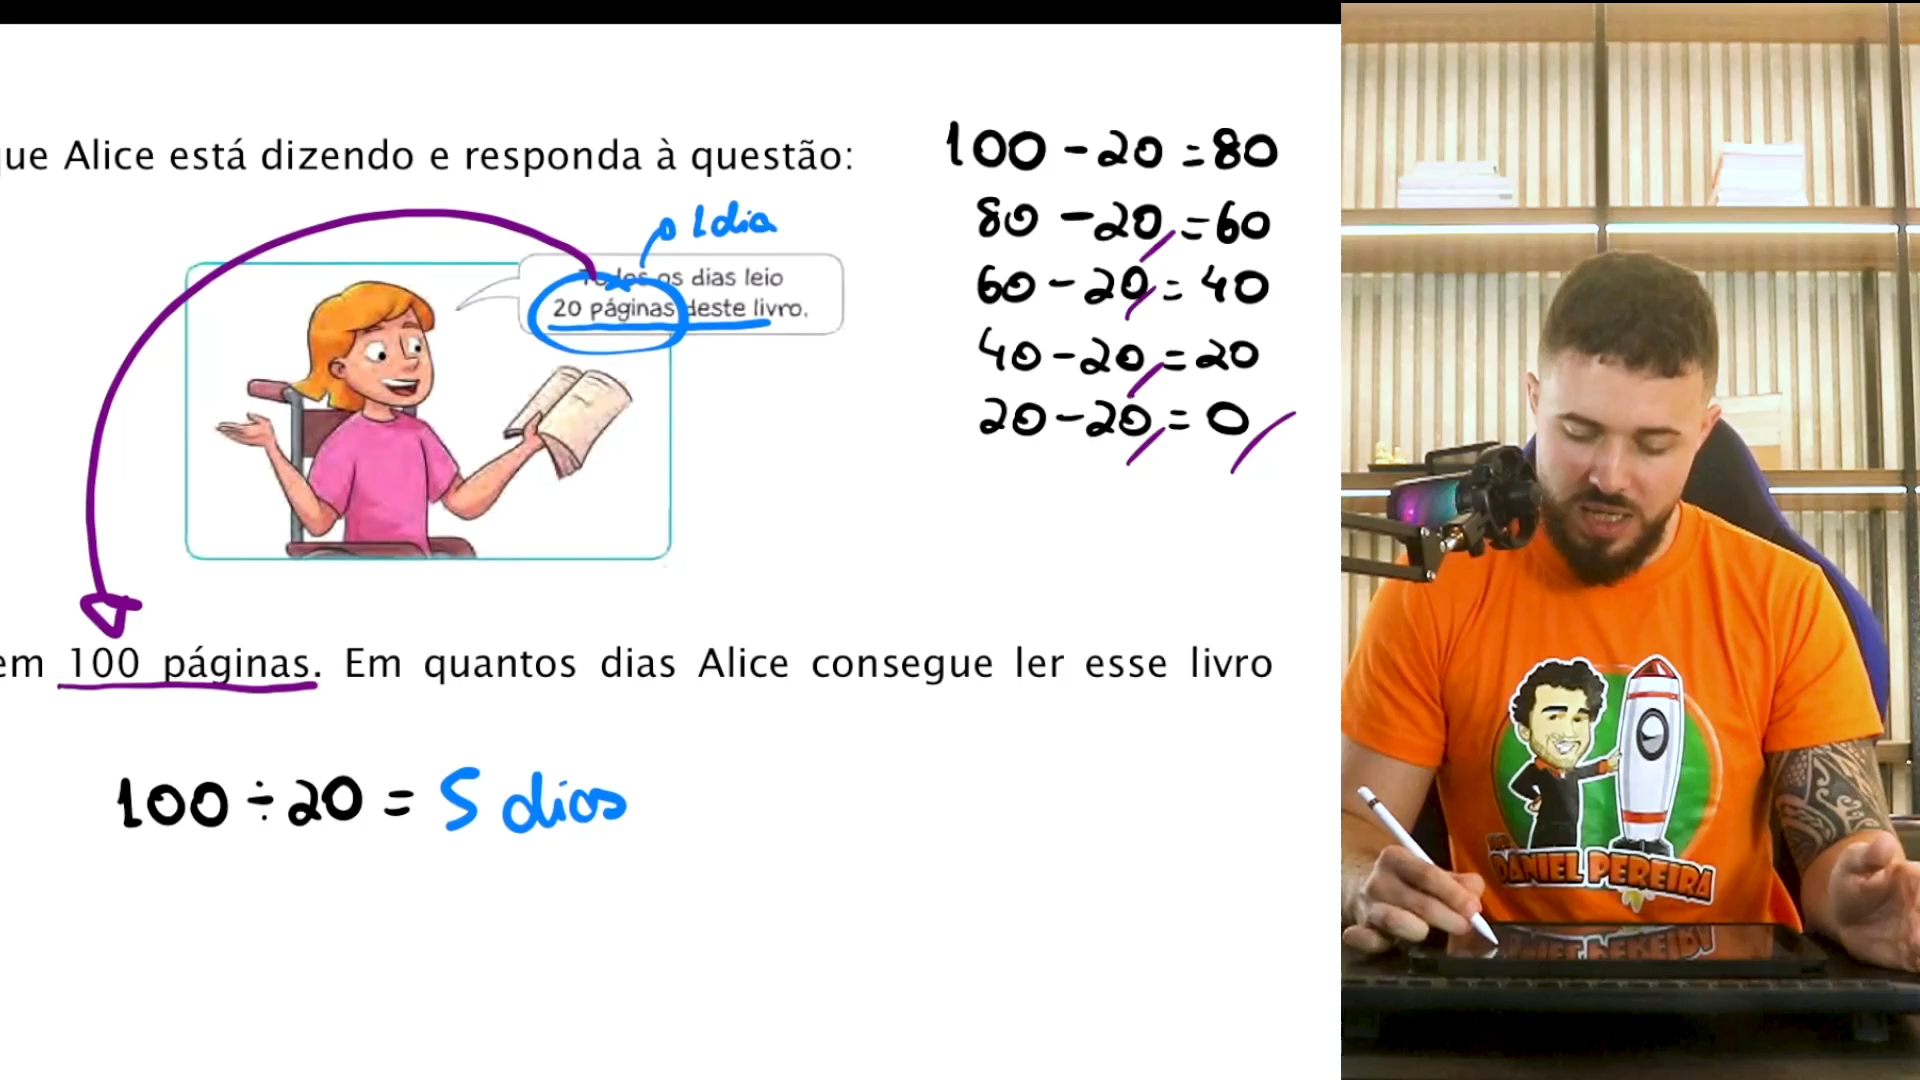 que Alice está dizendo e responda à questão:
1 dia
Todos os dias leio
20 páginas deste livro.
100 - 20 = 80
80 - 20 = 60
60 - 20 = 40
40 - 20 = 20
20 - 20 = 0
em 100 páginas. Em quantos dias Alice consegue ler esse livro
100 ÷ 20 = 5 dias
DANIEL PEREIRA